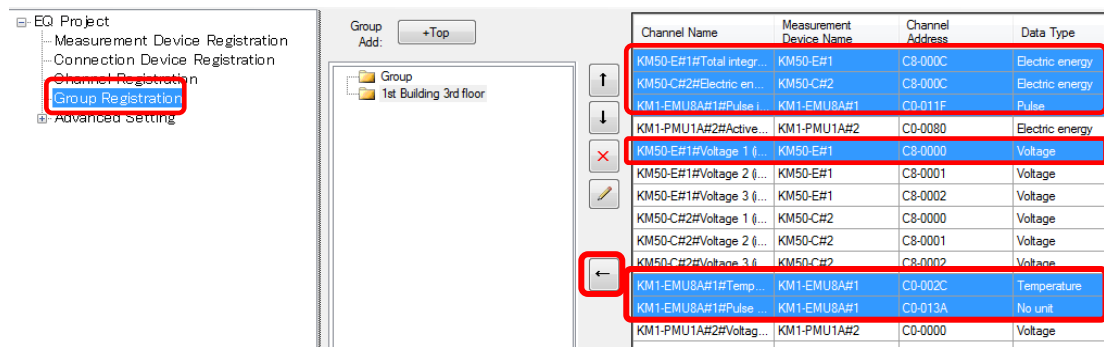 EQ Project
Measurement Device Registration
Connection Device Registration
Channel Registration
Group Registration
Advanced Setting
Group
Add:
+Top
Group
1st Building 3rd floor
Channel Name Measurement Device Name Channel Address Data Type
KM50-E#1#Total integr... KM50-E#1 C8-000C Electric energy
KM50-C#2#Electric en... KM50-C#2 C8-000C Electric energy
KM1-EMU8A#1#Pulse i... KM1-EMU8A#1 C0-011F Pulse
KM1-PMU1A#2#Active... KM1-PMU1A#2 C0-0080 Electric energy
KM50-E#1#Voltage 1 (i... KM50-E#1 C8-0000 Voltage
KM50-E#1#Voltage 2 (i... KM50-E#1 C8-0001 Voltage
KM50-E#1#Voltage 3 (i... KM50-E#1 C8-0002 Voltage
KM50-C#2#Voltage 1 (i... KM50-C#2 C8-0000 Voltage
KM50-C#2#Voltage 2 (i... KM50-C#2 C8-0001 Voltage
KM50-C#2#Voltage 3 (i... KM50-C#2 C8-0002 Voltage
KM1-EMU8A#1#Temp... KM1-EMU8A#1 C0-002C Temperature
KM1-EMU8A#1#Pulse ... KM1-EMU8A#1 C0-013A No unit
KM1-PMU1A#2#Voltag... KM1-PMU1A#2 C0-0000 Voltage